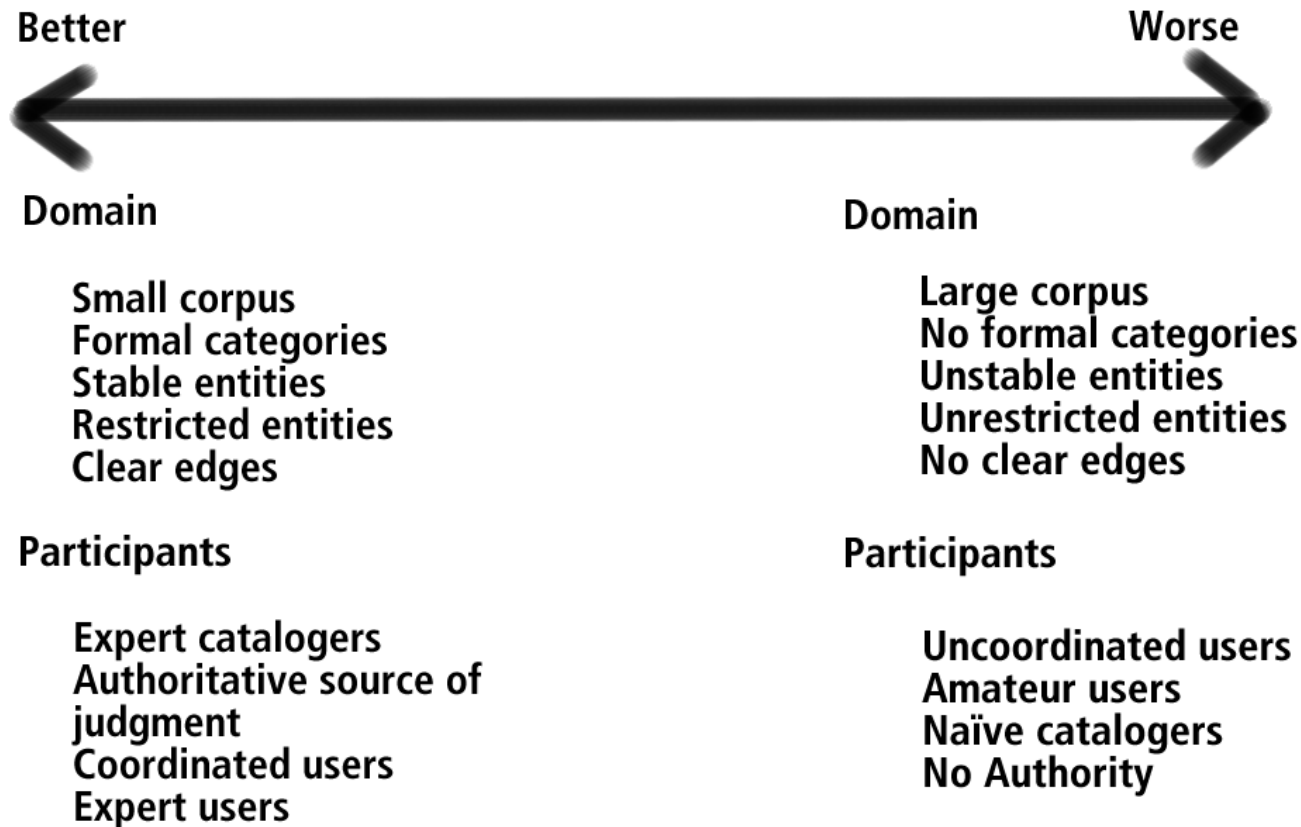 Better
Worse
Domain
Small corpus
Formal categories
Stable entities
Restricted entities
Clear edges
Participants
Expert catalogers
Authoritative source of
judgment
Coordinated users
Expert users
Domain
Large corpus
No formal categories
Unstable entities
Unrestricted entities
No clear edges
Participants
Uncoordinated users
Amateur users
Naïve catalogers
No Authority